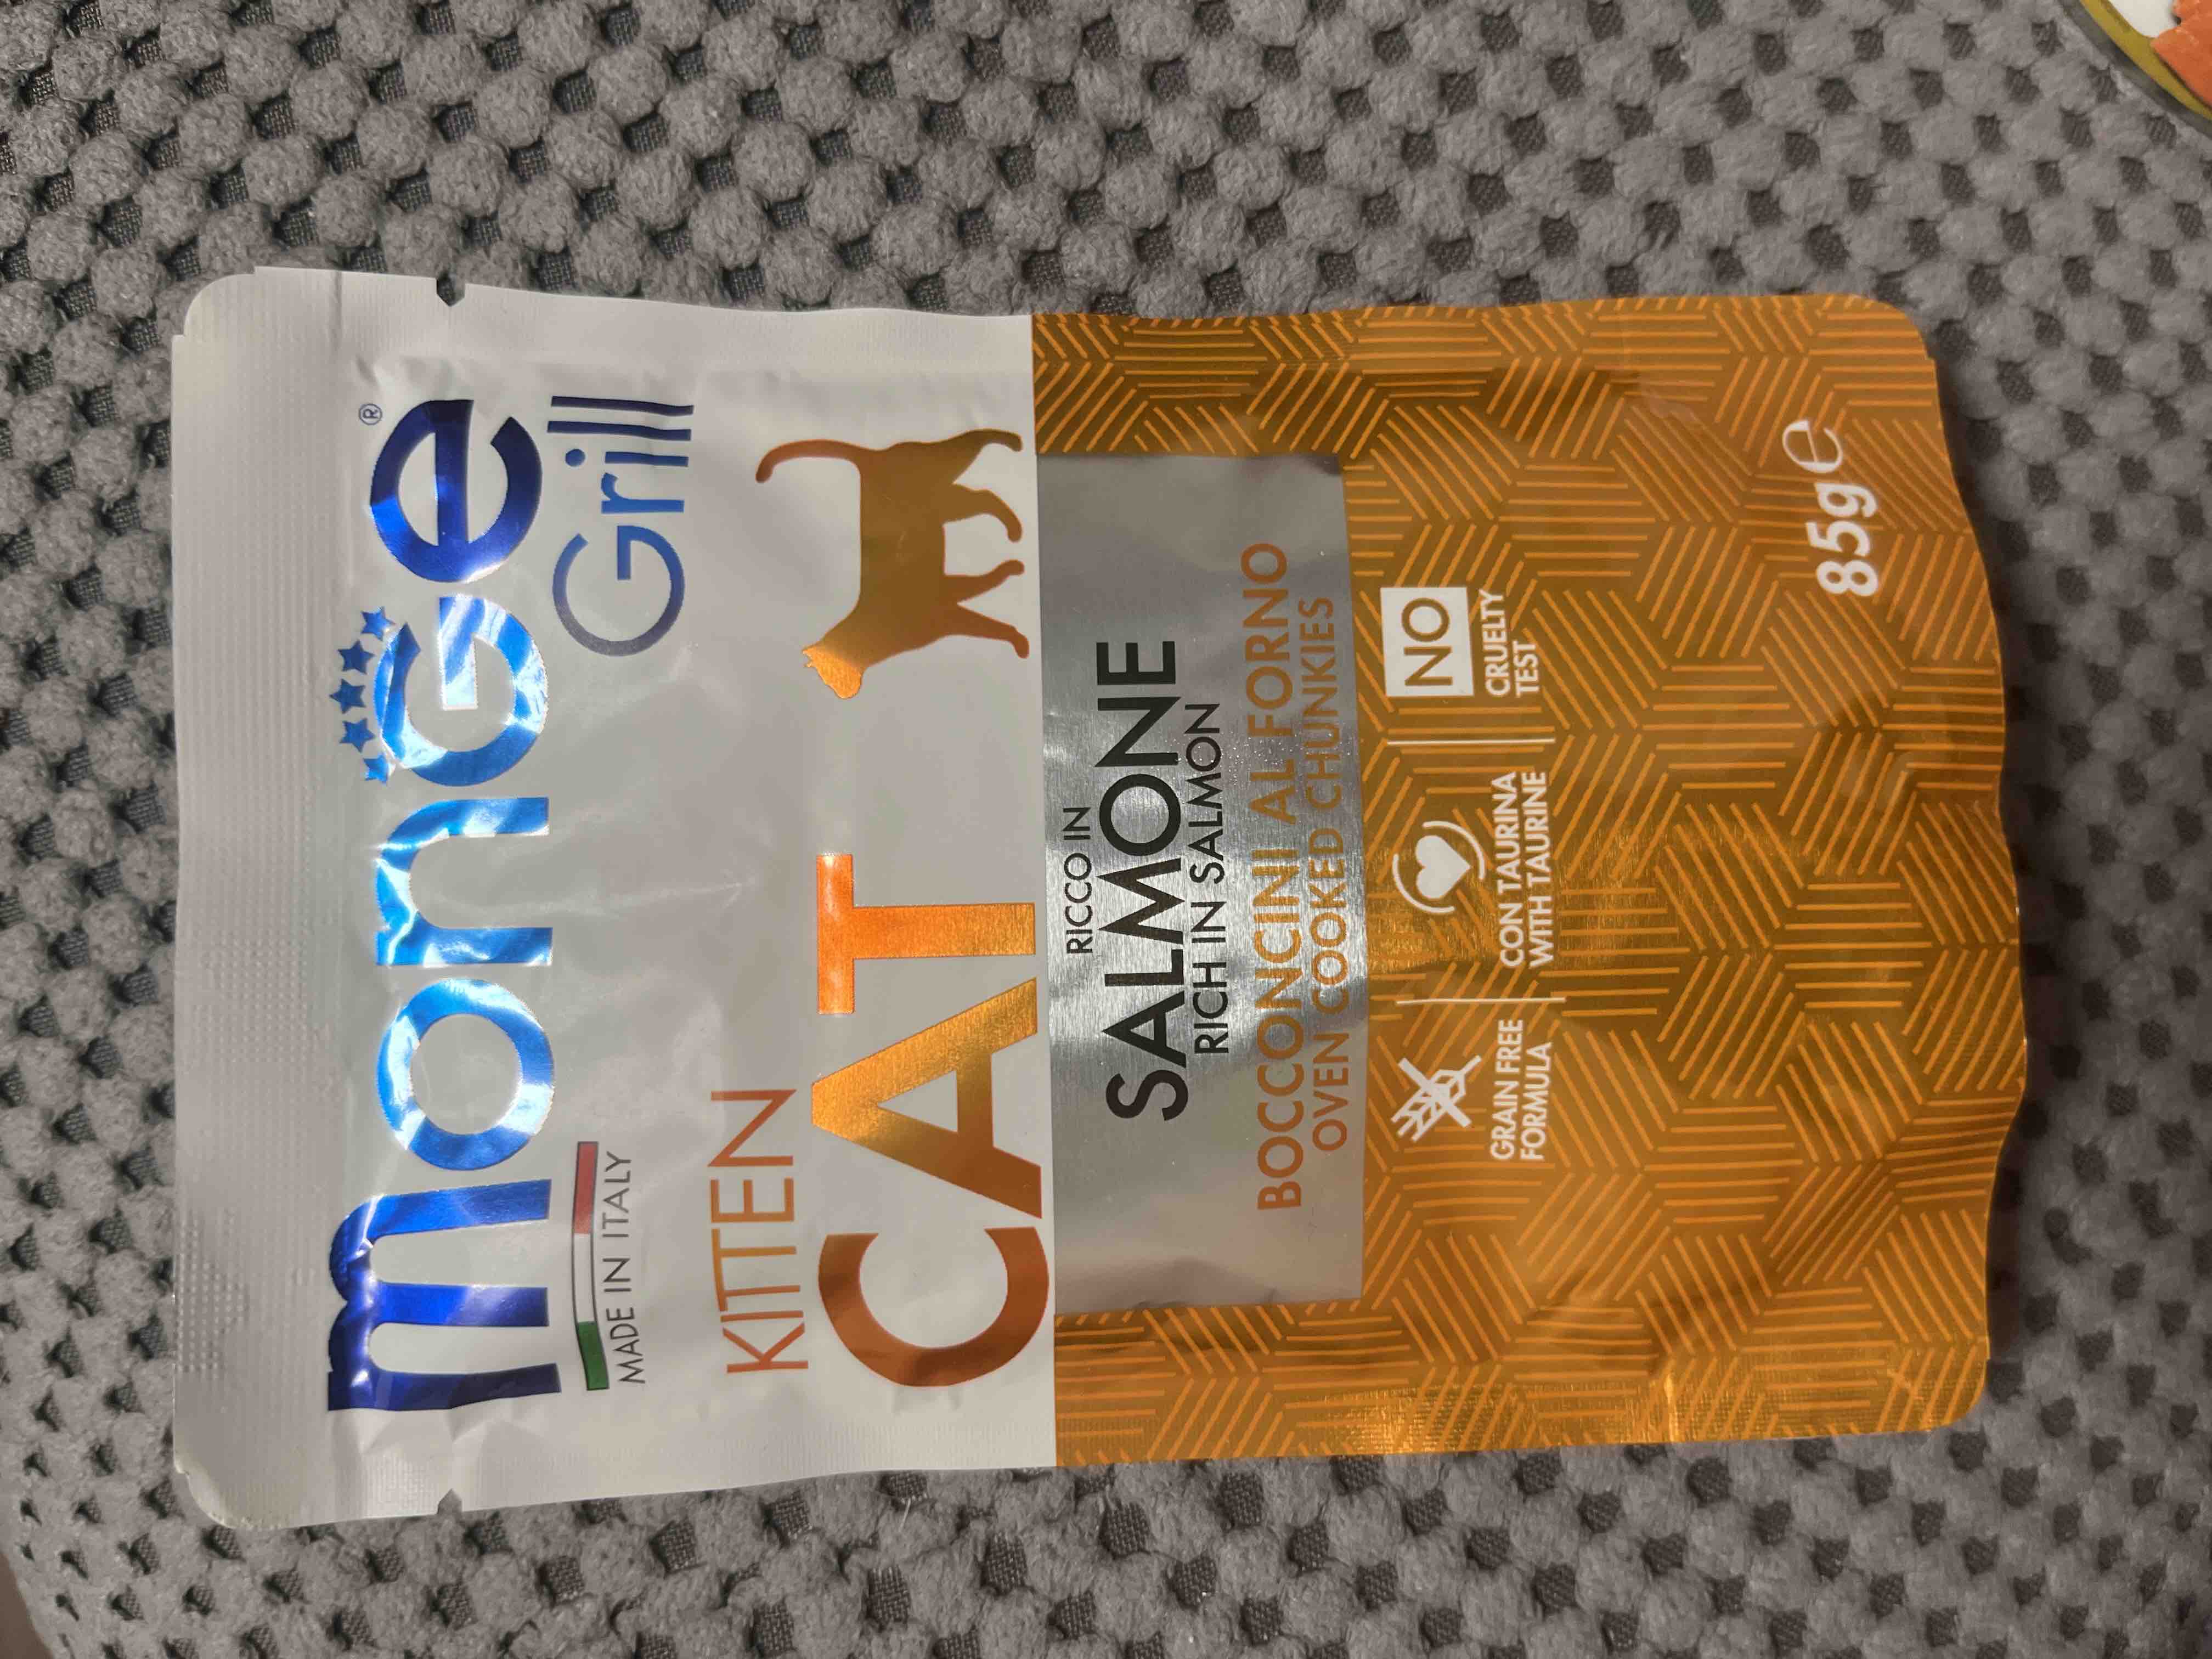 monGe®
Grill
MADE IN ITALY
KITTEN
CAT
RICCO IN
SALMONE
RICH IN SALMON
BOCCONCINI AL FORNO
OVEN COOKED CHUNKIES
GRAIN FREE
FORMULA
CON TAURINA
WITH TAURINE
NO
CRUELTY
TEST
85g e